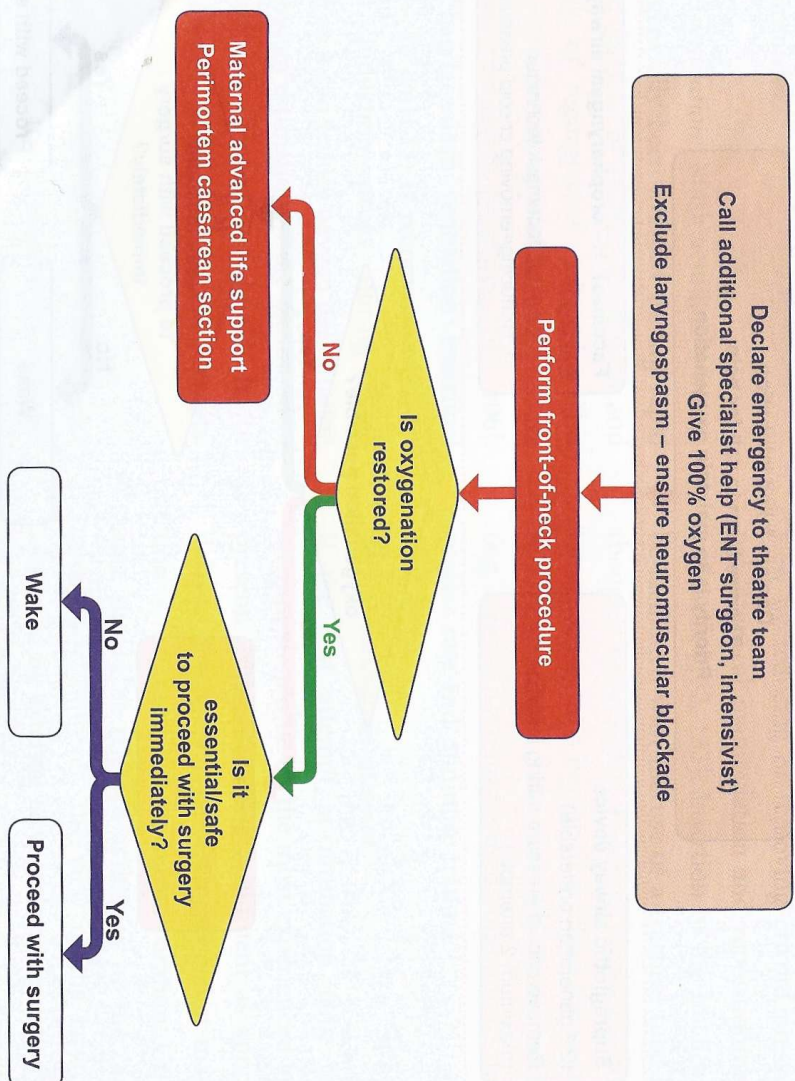 Declare emergency to theatre team
Call additional specialist help (ENT surgeon, intensivist)
Give 100% oxygen
Exclude laryngospasm – ensure neuromuscular blockade
Perform front-of-neck procedure
Is oxygenation
restored?
No
Yes
Maternal advanced life support
Perimortem caesarean section
Is it
essential/safe
to proceed with surgery
immediately?
No
Yes
Wake
Proceed with surgery